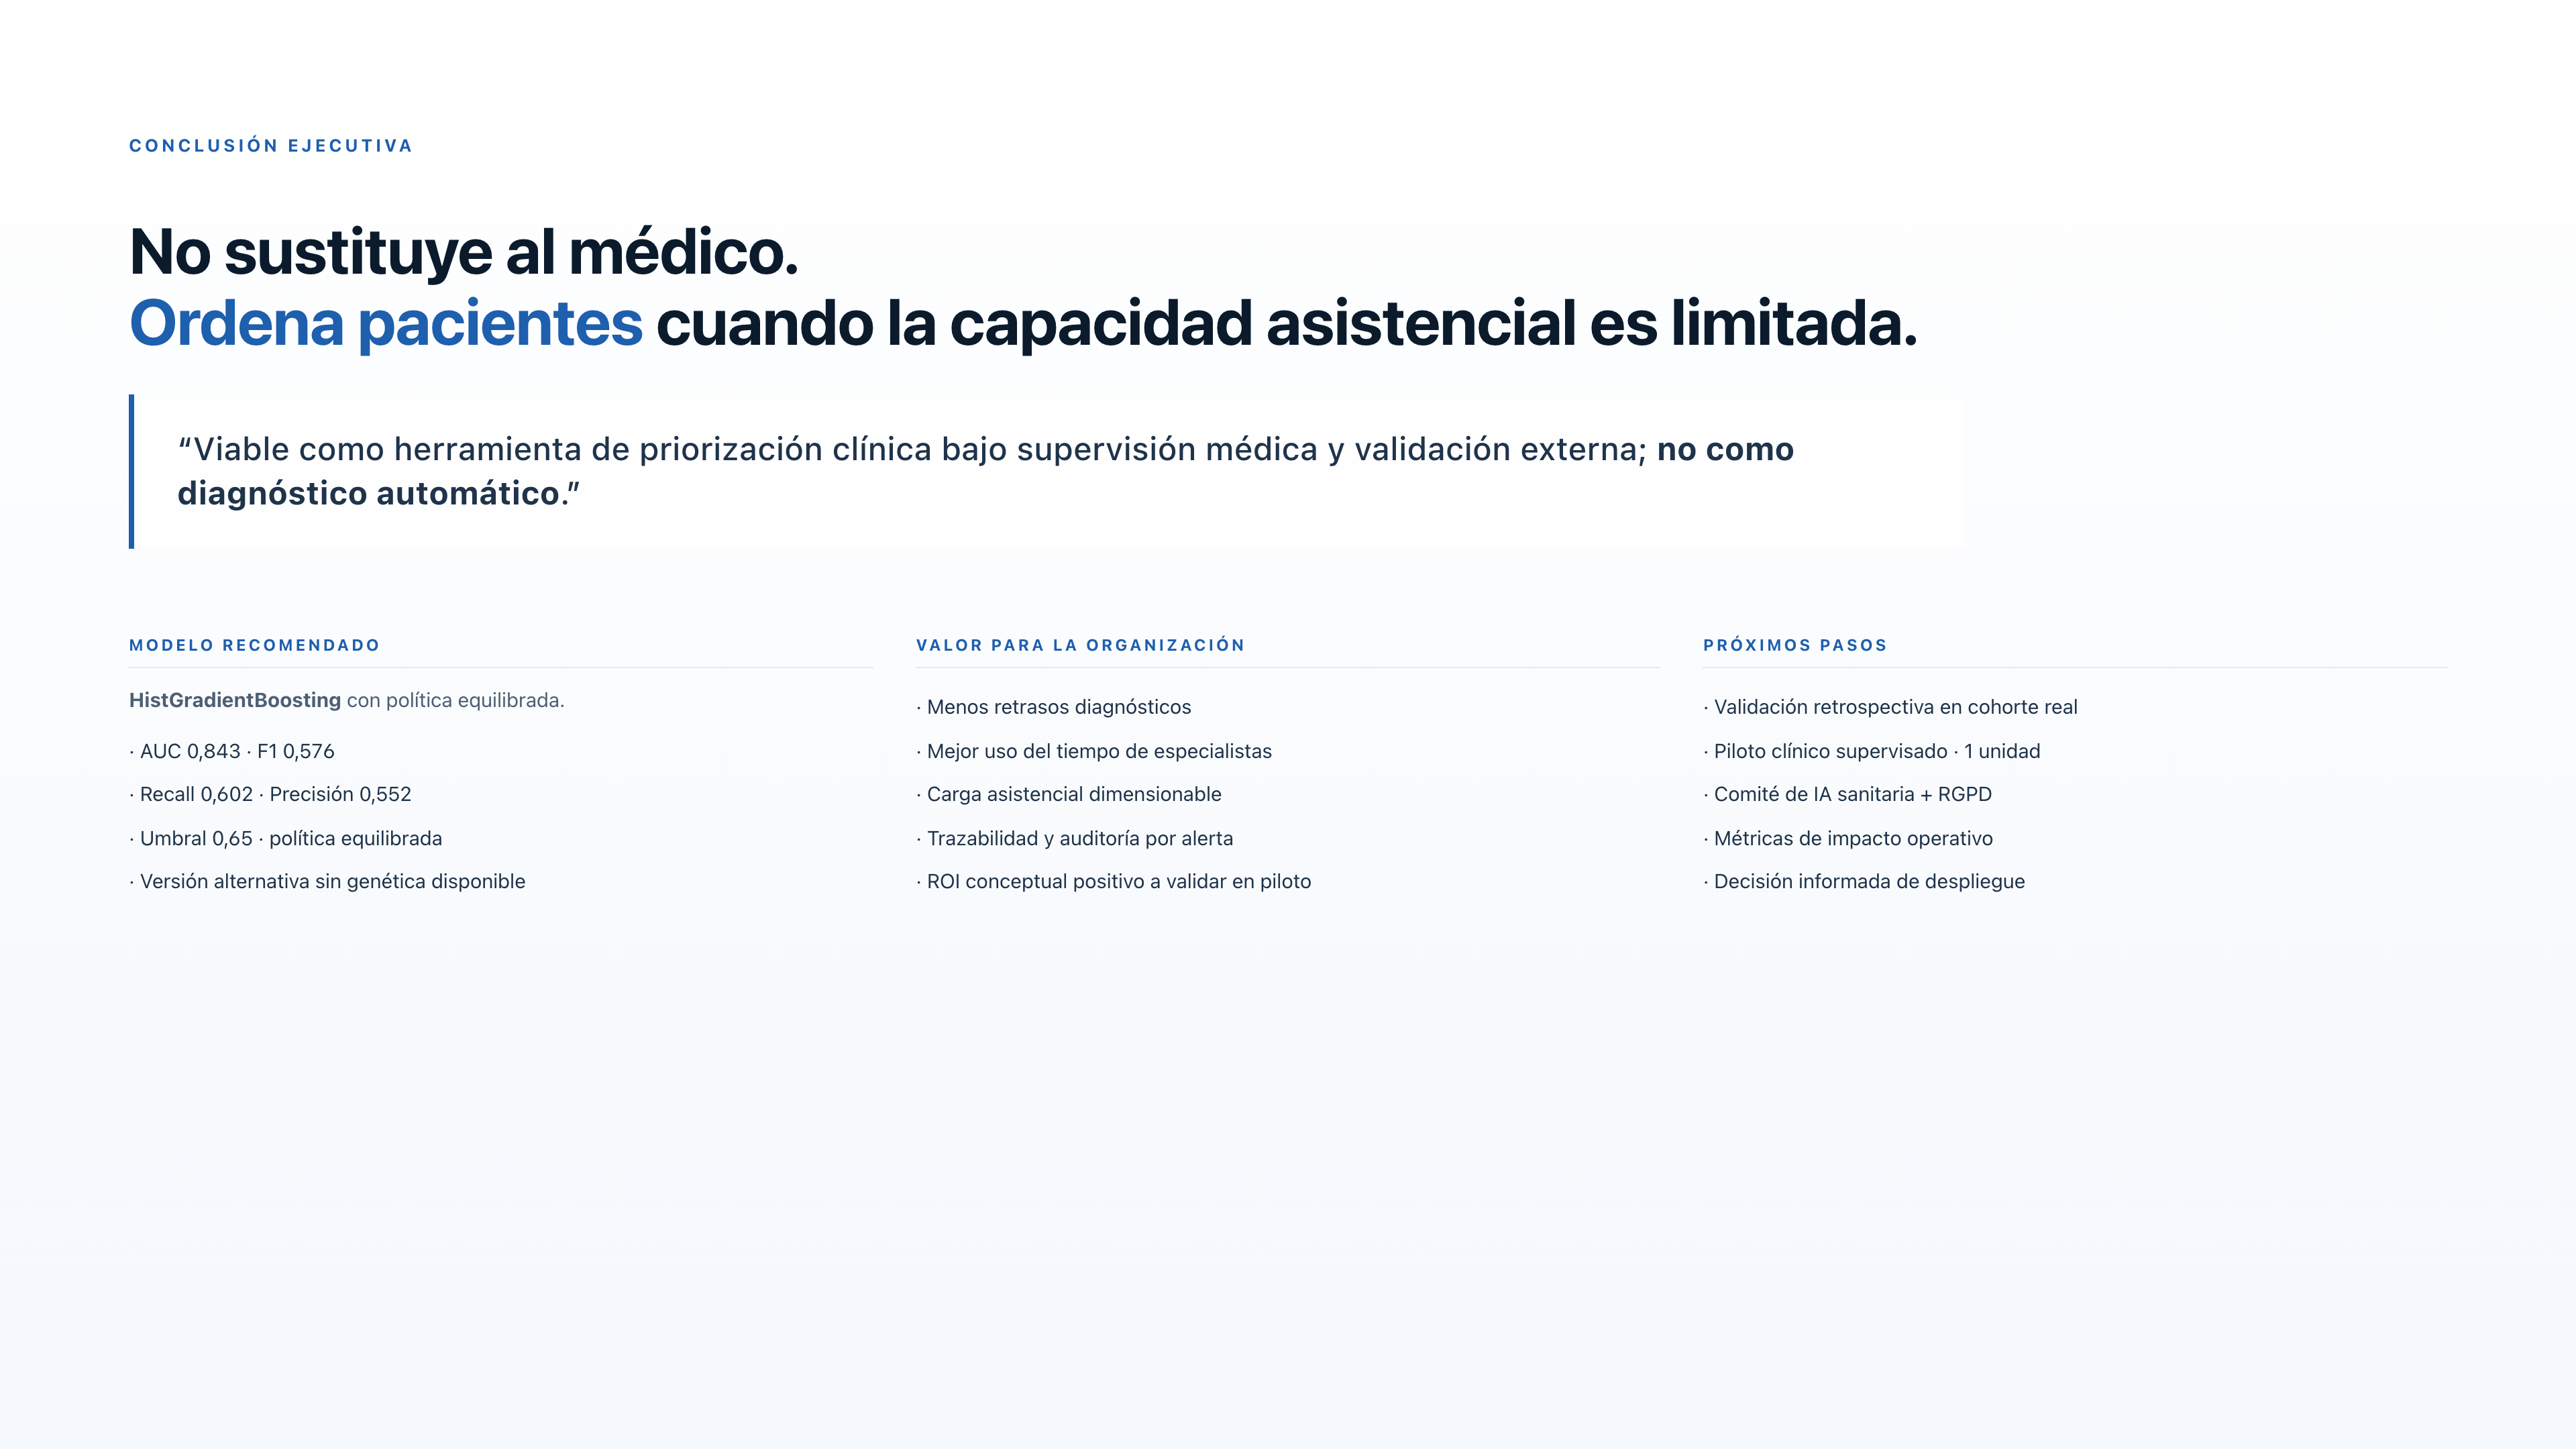 CONCLUSIÓN EJECUTIVA
No sustituye al médico.
Ordena pacientes cuando la capacidad asistencial es limitada.
“Viable como herramienta de priorización clínica bajo supervisión médica y validación externa; no como
diagnóstico automático.”
MODELO RECOMENDADO
HistGradientBoosting con política equilibrada.
· AUC 0,843 · F1 0,576
· Recall 0,602 · Precisión 0,552
· Umbral 0,65 · política equilibrada
· Versión alternativa sin genética disponible
VALOR PARA LA ORGANIZACIÓN
· Menos retrasos diagnósticos
· Mejor uso del tiempo de especialistas
· Carga asistencial dimensionable
· Trazabilidad y auditoría por alerta
· ROI conceptual positivo a validar en piloto
PRÓXIMOS PASOS
· Validación retrospectiva en cohorte real
· Piloto clínico supervisado · 1 unidad
· Comité de IA sanitaria + RGPD
· Métricas de impacto operativo
· Decisión informada de despliegue